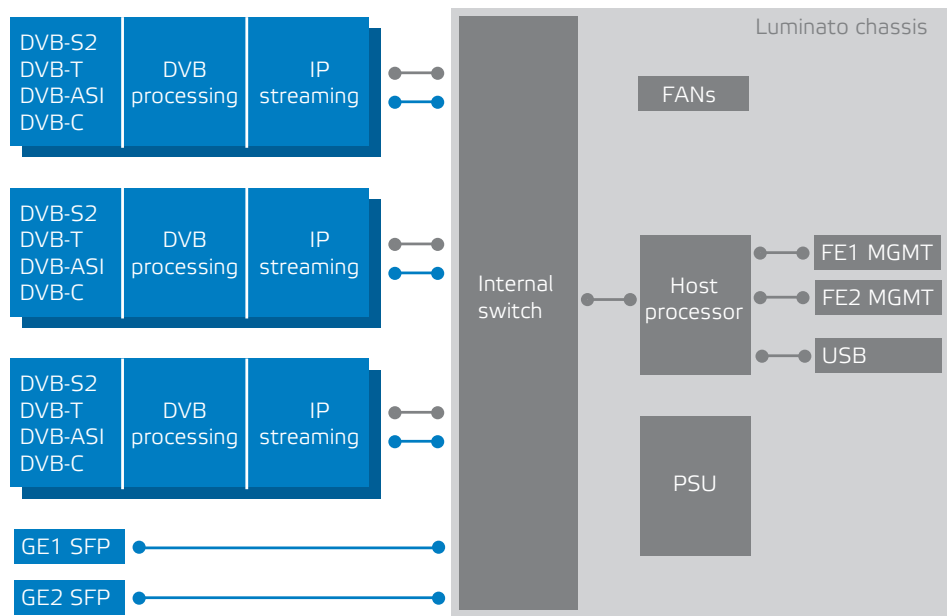 Luminato chassis
DVB-S2
DVB-T
DVB-ASI
DVB-C
DVB
processing
IP
streaming
FANs
DVB-S2
DVB-T
DVB-ASI
DVB-C
DVB
processing
IP
streaming
Internal
switch
Host
processor
FE1 MGMT
FE2 MGMT
USB
DVB-S2
DVB-T
DVB-ASI
DVB-C
DVB
processing
IP
streaming
PSU
GE1 SFP
GE2 SFP